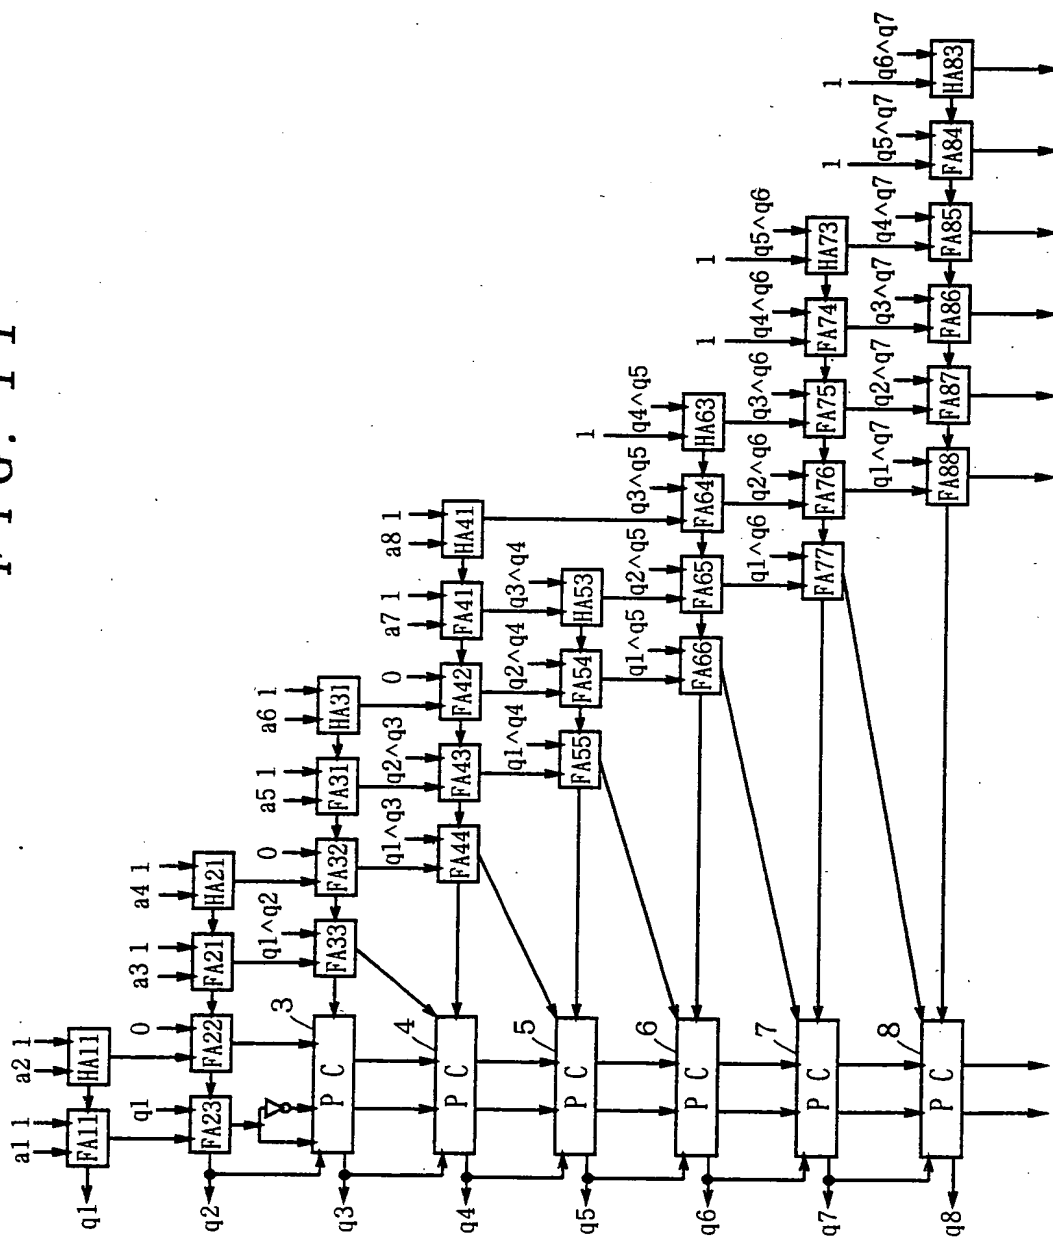 FIG. 11
a1 1 a2 1
q1 FA11 HA11
q1 0 a3 1 a4 1
q2 FA23 FA22 FA21 HA21
3 q1^q2 0 a5 1 a6 1
q3 P C FA33 FA32 FA31 HA31
4 q1^q3 q2^q3 0 a7 1 a8 1
q4 P C FA44 FA43 FA42 FA41 HA41
5 q1^q4 q2^q4 q3^q4
q5 P C FA55 FA54 HA53
6 q1^q5 q2^q5 q3^q5 1 q4^q5
q6 P C FA66 FA65 FA64 HA63
7 q1^q6 q2^q6 q3^q6 1 q4^q6 1 q5^q6
q7 P C FA77 FA76 FA75 FA74 HA73
8 q1^q7 q2^q7 q3^q7 q4^q7 1 q5^q7 1 q6^q7
q8 P C FA88 FA87 FA86 FA85 FA84 HA83